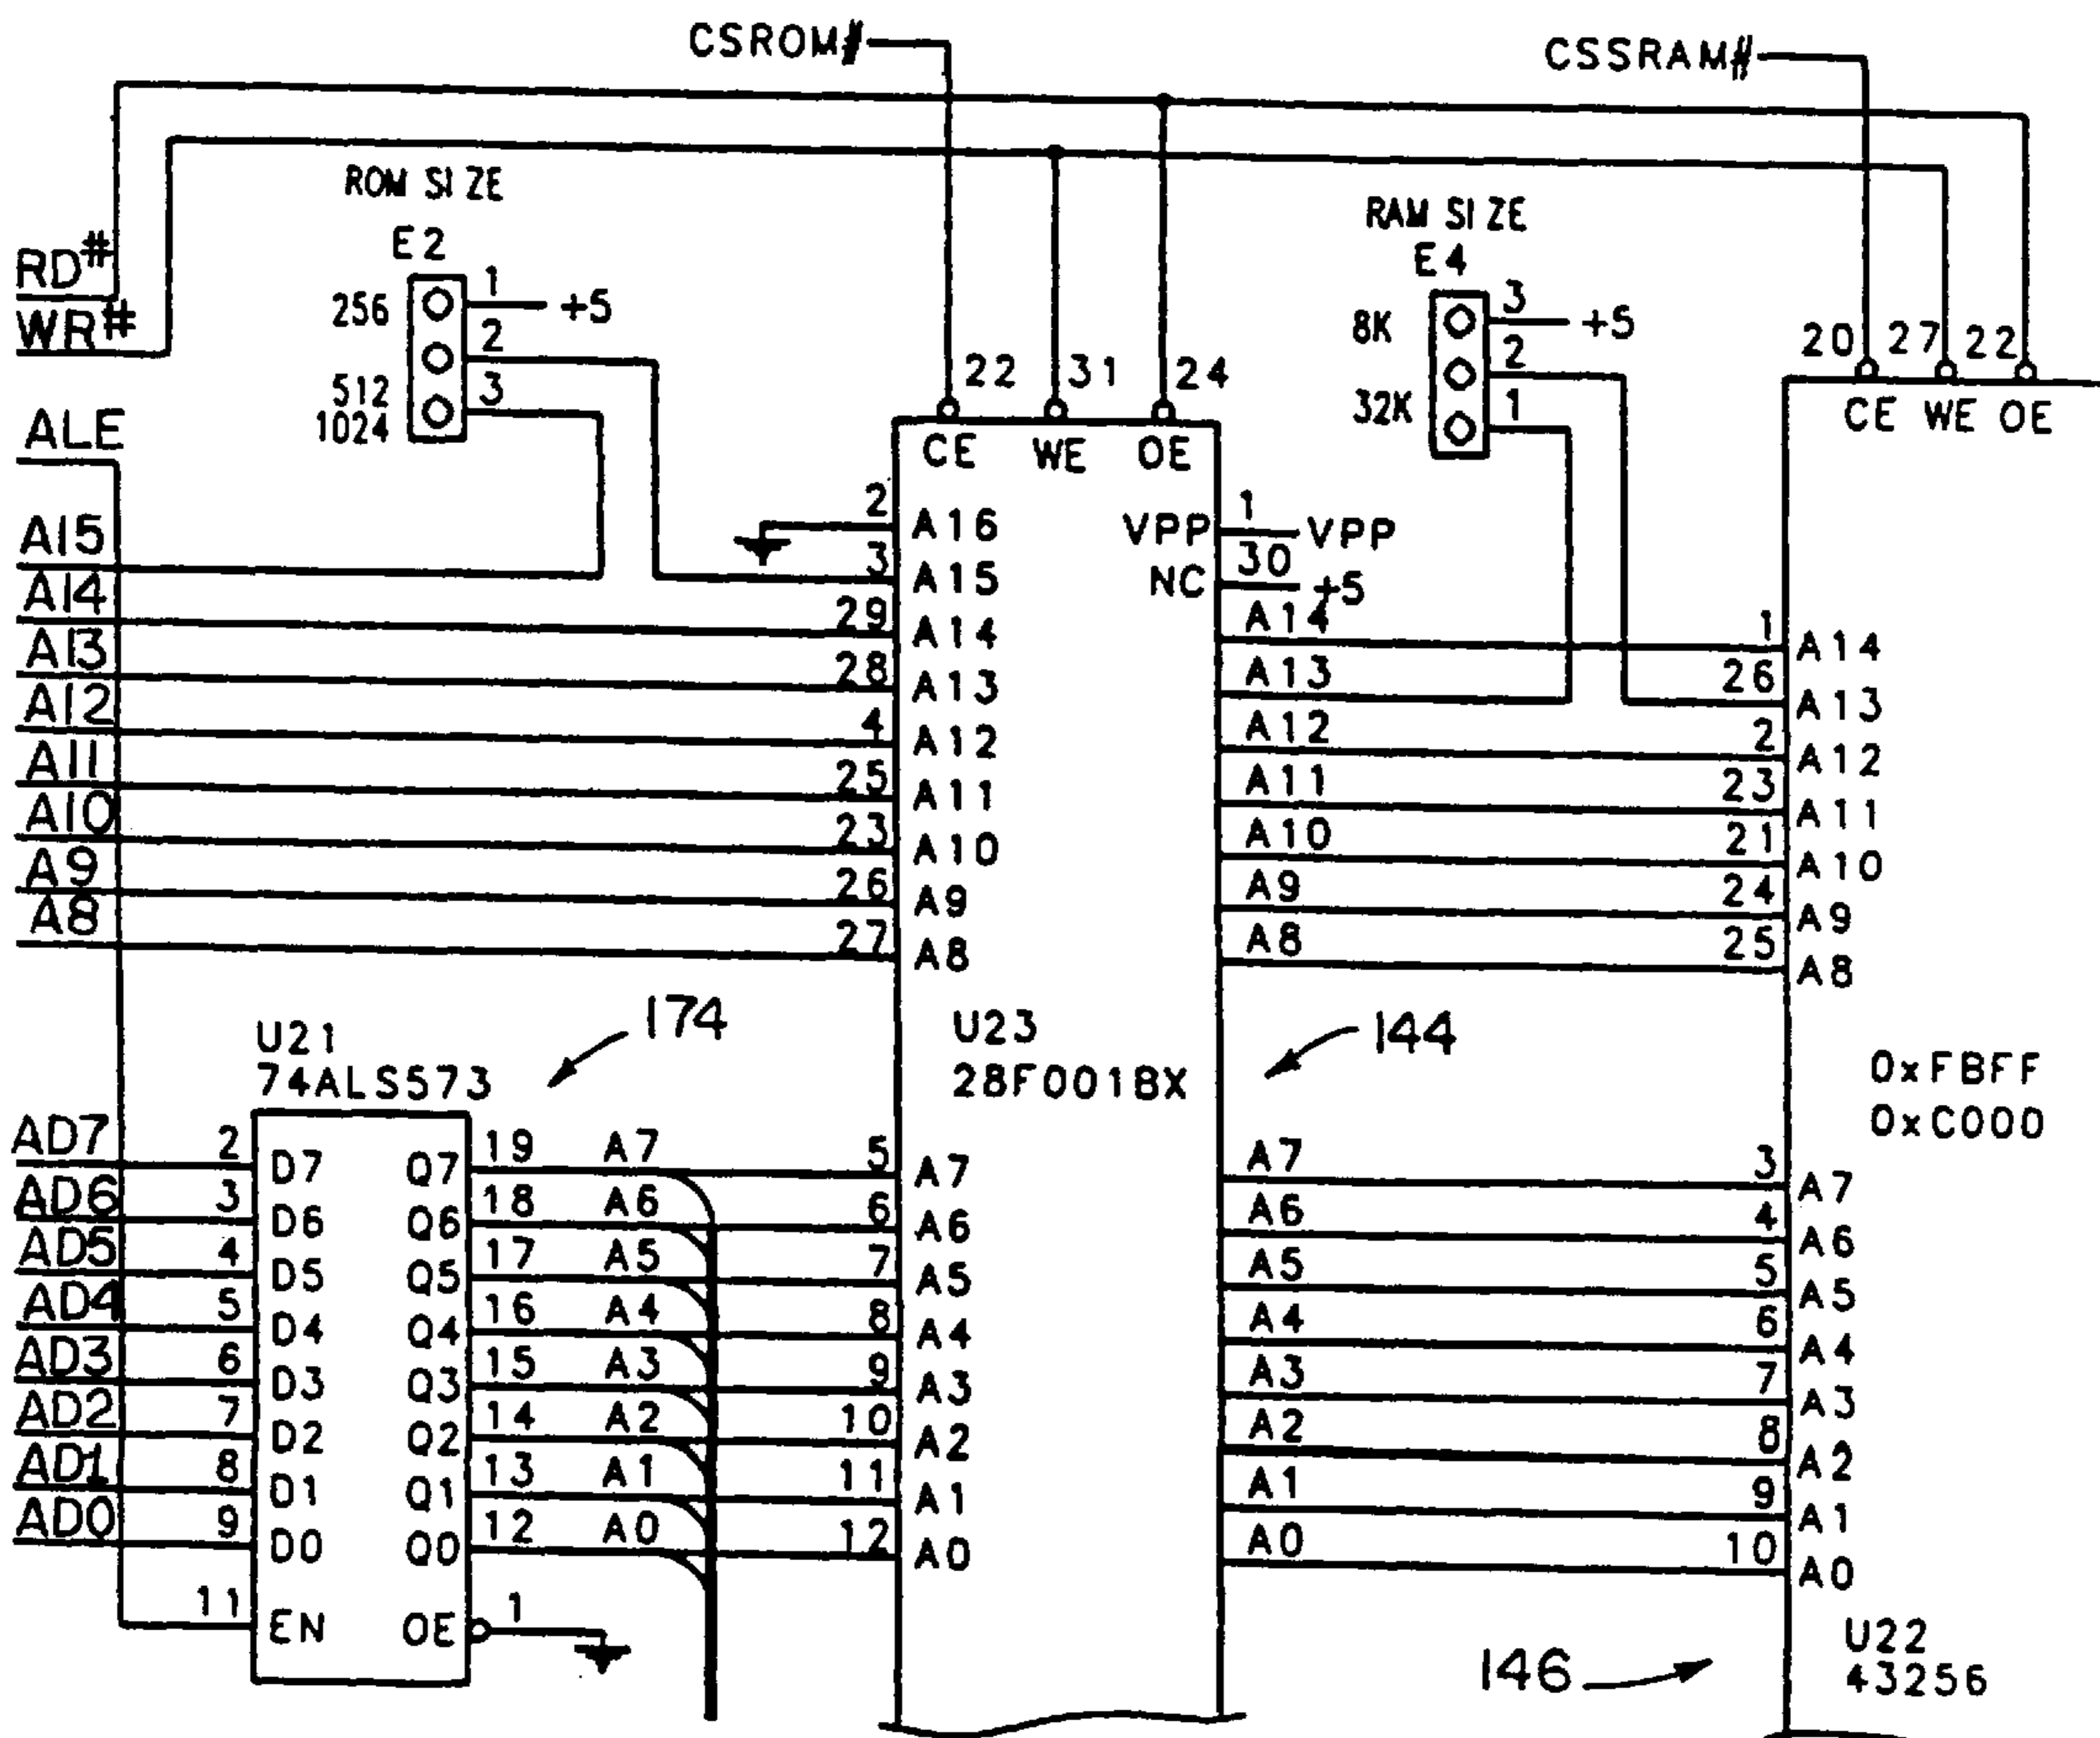 CSROM#
CSSRAM#
ROM SIZE
E2
RAM SIZE
E4
RD#
WR#
256
1
+5
2
512
3
1024
8K
3
+5
2
32K
1
22
31
24
20
27
22
CE WE OE
CE WE OE
ALE
A15
A14
A13
A12
A11
A10
A9
A8
2 A16
3 A15
29 A14
28 A13
4 A12
25 A11
23 A10
26 A9
27 A8
VPP 1 VPP
NC 30 +5
A14 1 A14
A13 26 A13
A12 2 A12
A11 23 A11
A10 21 A10
A9 24 A9
A8 25 A8
U21
74ALS573
174
U23
28F001BX
144
0xFBFF
0xC000
AD7 2 D7 Q7 19 A7 5 A7 A7 3 A7
AD6 3 D6 Q6 18 A6 6 A6 A6 4 A6
AD5 4 D5 Q5 17 A5 7 A5 A5 5 A5
AD4 5 D4 Q4 16 A4 8 A4 A4 6 A4
AD3 6 D3 Q3 15 A3 9 A3 A3 7 A3
AD2 7 D2 Q2 14 A2 10 A2 A2 8 A2
AD1 8 D1 Q1 13 A1 11 A1 A1 9 A1
AD0 9 D0 Q0 12 A0 12 A0 A0 10 A0
11 EN OE 1
146
U22
43256